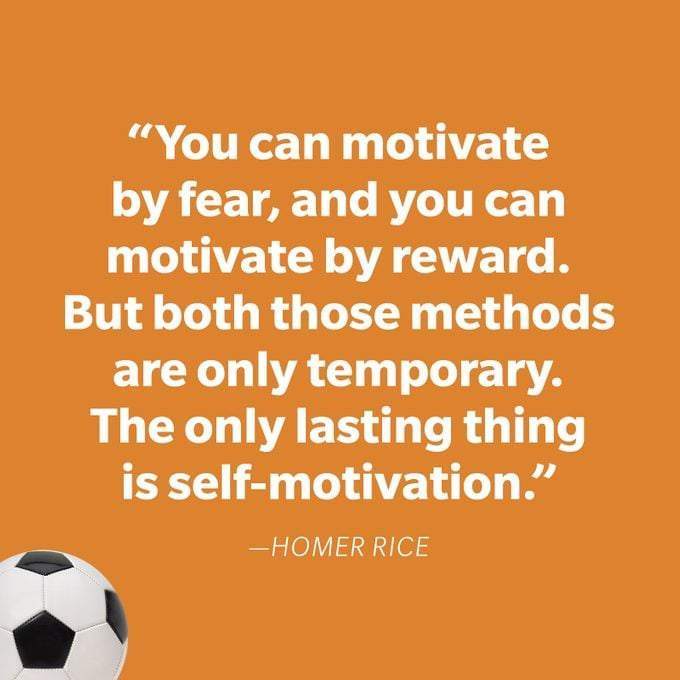 “You can motivate
by fear, and you can
motivate by reward.
But both those methods
are only temporary.
The only lasting thing
is self-motivation.”
—HOMER RICE